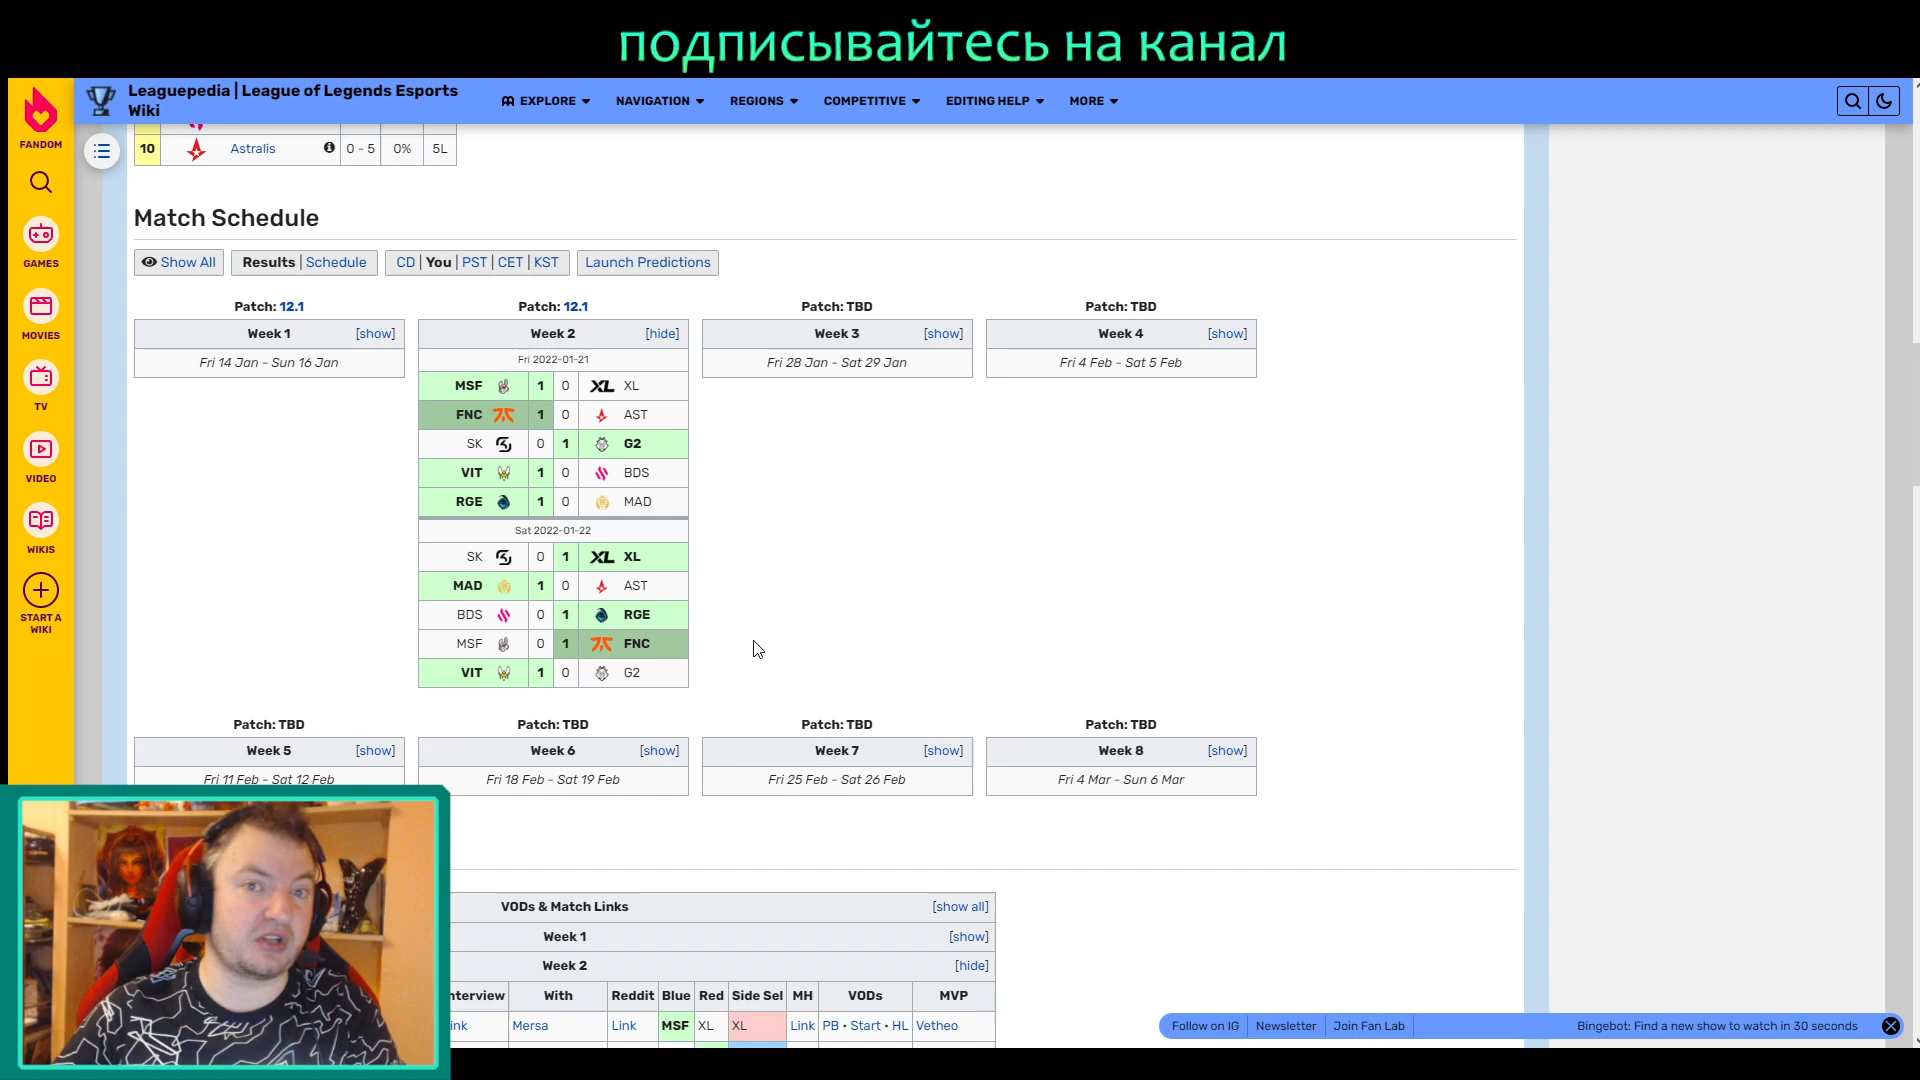 подписывайтесь на канал
Leaguepedia | League of Legends Esports
Wiki
EXPLORE
NAVIGATION
REGIONS
COMPETITIVE
EDITING HELP
MORE
FANDOM
GAMES
MOVIES
TV
VIDEO
WIKIS
START A
WIKI
10 Astralis 0 - 5 0% 5L
Match Schedule
Show All
Results | Schedule
CD | You | PST | CET | KST
Launch Predictions
Patch: 12.1
Week 1 [show]
Fri 14 Jan - Sun 16 Jan
Patch: 12.1
Week 2 [hide]
Fri 2022-01-21
MSF 1 0 XL XL
FNC 1 0 AST
SK 0 1 G2
VIT 1 0 BDS
RGE 1 0 MAD
Sat 2022-01-22
SK 0 1 XL XL
MAD 1 0 AST
BDS 0 1 RGE
MSF 0 1 FNC
VIT 1 0 G2
Patch: TBD
Week 3 [show]
Fri 28 Jan - Sat 29 Jan
Patch: TBD
Week 4 [show]
Fri 4 Feb - Sat 5 Feb
Patch: TBD
Week 5 [show]
Fri 11 Feb - Sat 12 Feb
Patch: TBD
Week 6 [show]
Fri 18 Feb - Sat 19 Feb
Patch: TBD
Week 7 [show]
Fri 25 Feb - Sat 26 Feb
Patch: TBD
Week 8 [show]
Fri 4 Mar - Sun 6 Mar
VODs & Match Links [show all]
Week 1 [show]
Week 2 [hide]
nterview With Reddit Blue Red Side Sel MH VODs MVP
ink Mersa Link MSF XL XL Link PB • Start • HL Vetheo
Follow on IG
Newsletter
Join Fan Lab
Bingebot: Find a new show to watch in 30 seconds